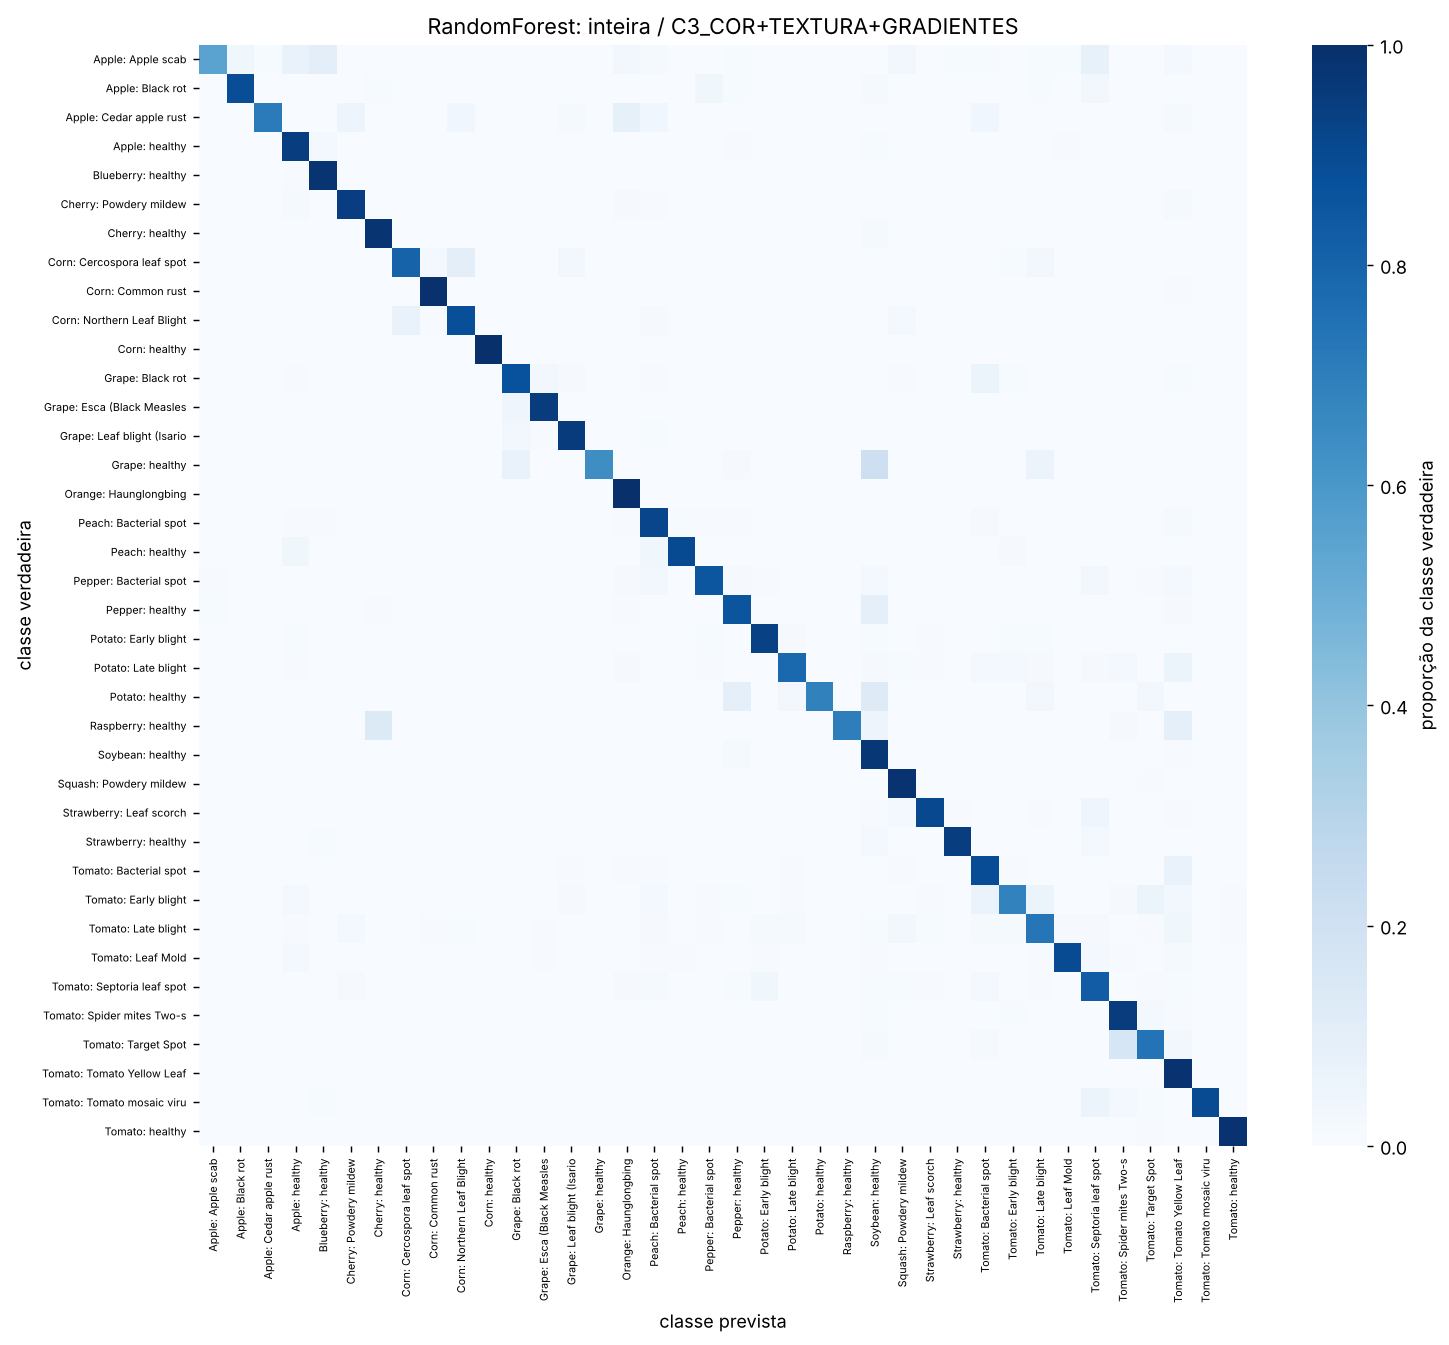 RandomForest: inteira / C3_COR+TEXTURA+GRADIENTES
classe verdadeira
Apple: Apple scab
Apple: Black rot
Apple: Cedar apple rust
Apple: healthy
Blueberry: healthy
Cherry: Powdery mildew
Cherry: healthy
Corn: Cercospora leaf spot
Corn: Common rust
Corn: Northern Leaf Blight
Corn: healthy
Grape: Black rot
Grape: Esca (Black Measles
Grape: Leaf blight (Isario
Grape: healthy
Orange: Haunglongbing
Peach: Bacterial spot
Peach: healthy
Pepper: Bacterial spot
Pepper: healthy
Potato: Early blight
Potato: Late blight
Potato: healthy
Raspberry: healthy
Soybean: healthy
Squash: Powdery mildew
Strawberry: Leaf scorch
Strawberry: healthy
Tomato: Bacterial spot
Tomato: Early blight
Tomato: Late blight
Tomato: Leaf Mold
Tomato: Septoria leaf spot
Tomato: Spider mites Two-s
Tomato: Target Spot
Tomato: Tomato Yellow Leaf
Tomato: Tomato mosaic viru
Tomato: healthy
Apple: Apple scab
Apple: Black rot
Apple: Cedar apple rust
Apple: healthy
Blueberry: healthy
Cherry: Powdery mildew
Cherry: healthy
Corn: Cercospora leaf spot
Corn: Common rust
Corn: Northern Leaf Blight
Corn: healthy
Grape: Black rot
Grape: Esca (Black Measles
Grape: Leaf blight (Isario
Grape: healthy
Orange: Haunglongbing
Peach: Bacterial spot
Peach: healthy
Pepper: Bacterial spot
Pepper: healthy
Potato: Early blight
Potato: Late blight
Potato: healthy
Raspberry: healthy
Soybean: healthy
Squash: Powdery mildew
Strawberry: Leaf scorch
Strawberry: healthy
Tomato: Bacterial spot
Tomato: Early blight
Tomato: Late blight
Tomato: Leaf Mold
Tomato: Septoria leaf spot
Tomato: Spider mites Two-s
Tomato: Target Spot
Tomato: Tomato Yellow Leaf
Tomato: Tomato mosaic viru
Tomato: healthy
classe prevista
1.0
0.8
0.6
0.4
0.2
0.0
proporção da classe verdadeira